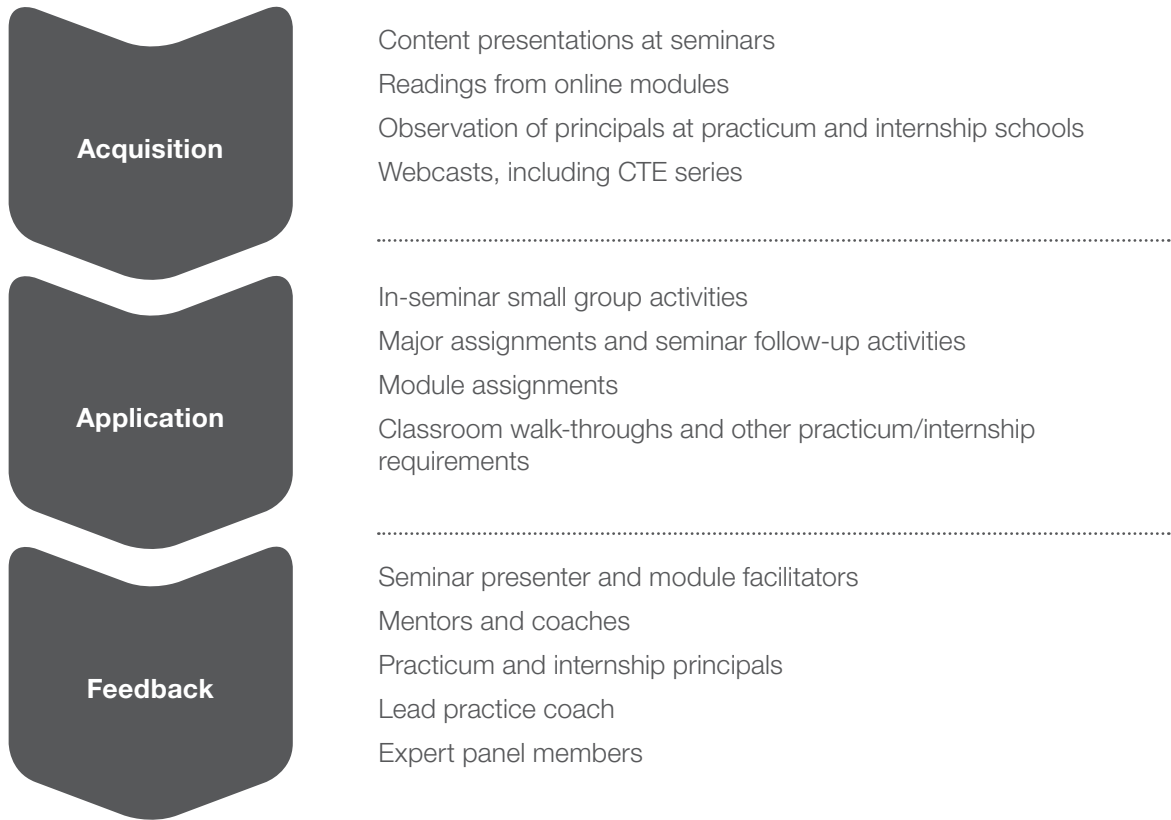 Acquisition
Content presentations at seminars
Readings from online modules
Observation of principals at practicum and internship schools
Webcasts, including CTE series
Application
In-seminar small group activities
Major assignments and seminar follow-up activities
Module assignments
Classroom walk-throughs and other practicum/internship
requirements
Feedback
Seminar presenter and module facilitators
Mentors and coaches
Practicum and internship principals
Lead practice coach
Expert panel members